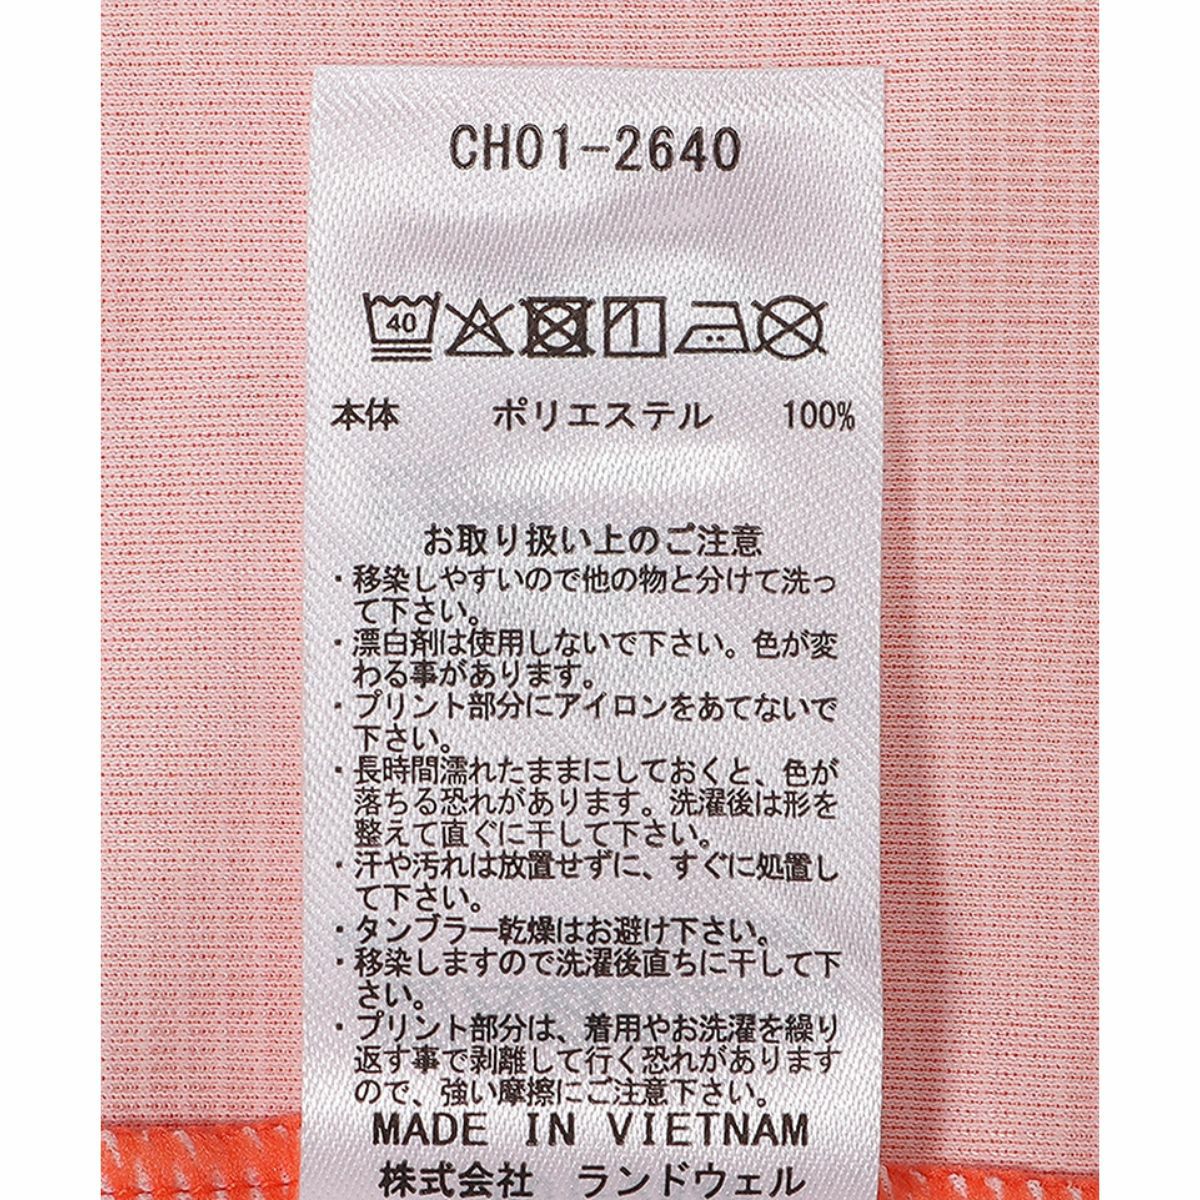 CH01-2640
40
本体 ポリエステル 100%
お取り扱い上のご注意
・移染しやすいので他の物と分けて洗っ
て下さい。
・漂白剤は使用しないで下さい。色が変
わる事があります。
・プリント部分にアイロンをあてないで
下さい。
・長時間濡れたままにしておくと、色が
落ちる恐れがあります。洗濯後は形を
整えて直ぐに干して下さい。
・汗や汚れは放置せずに、すぐに処置し
て下さい。
・タンブラー乾燥はお避け下さい。
・移染しますので洗濯後直ちに干して下
さい。
・プリント部分は、着用やお洗濯を繰り
返す事で剥離して行く恐れがあります
ので、強い摩擦にご注意下さい。
MADE IN VIETNAM
株式会社 ランドウェル